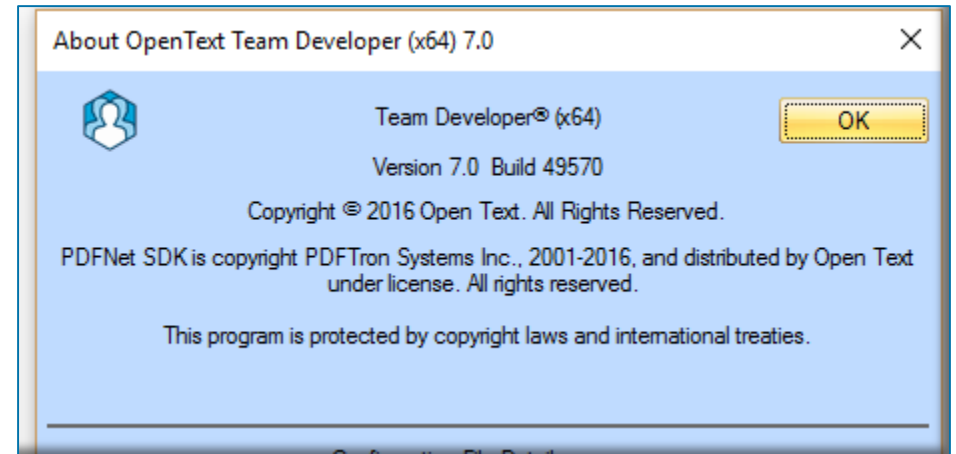 About OpenText Team Developer (x64) 7.0
Team Developer® (x64)
OK
Version 7.0 Build 49570
Copyright © 2016 Open Text. All Rights Reserved.
PDFNet SDK is copyright PDFTron Systems Inc., 2001-2016, and distributed by Open Text
under license. All rights reserved.
This program is protected by copyright laws and international treaties.